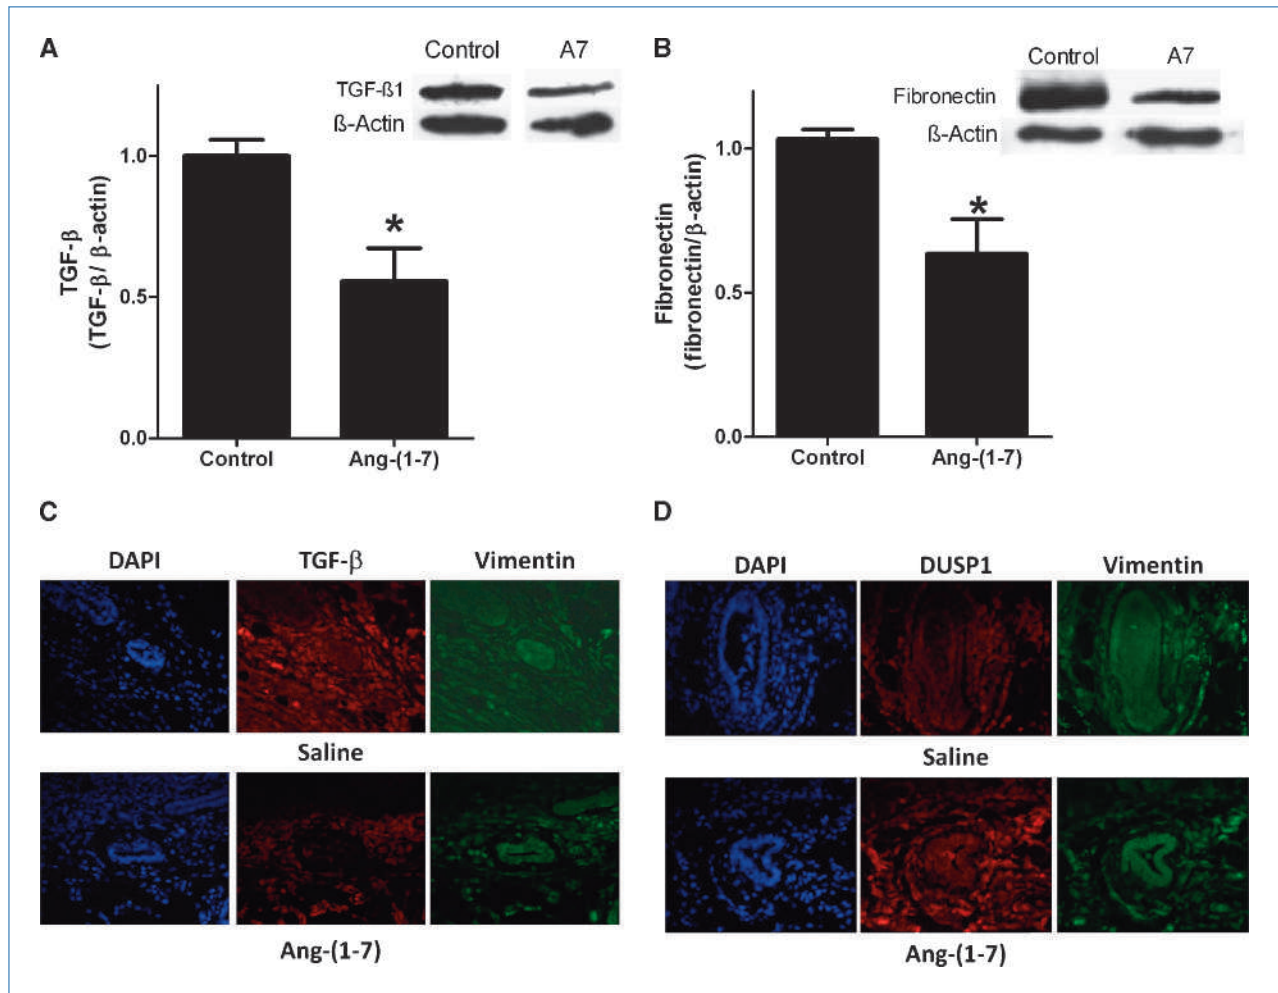 A
Control A7
TGF-ß1
ß-Actin
1.0
0.5
0.0
TGF-β
(TGF-β/ β-actin)
*
Control Ang-(1-7)
B
Control A7
Fibronectin
ß-Actin
1.0
0.5
0.0
Fibronectin
(fibronectin/β-actin)
*
Control Ang-(1-7)
C
DAPI TGF-β Vimentin
Saline
Ang-(1-7)
D
DAPI DUSP1 Vimentin
Saline
Ang-(1-7)